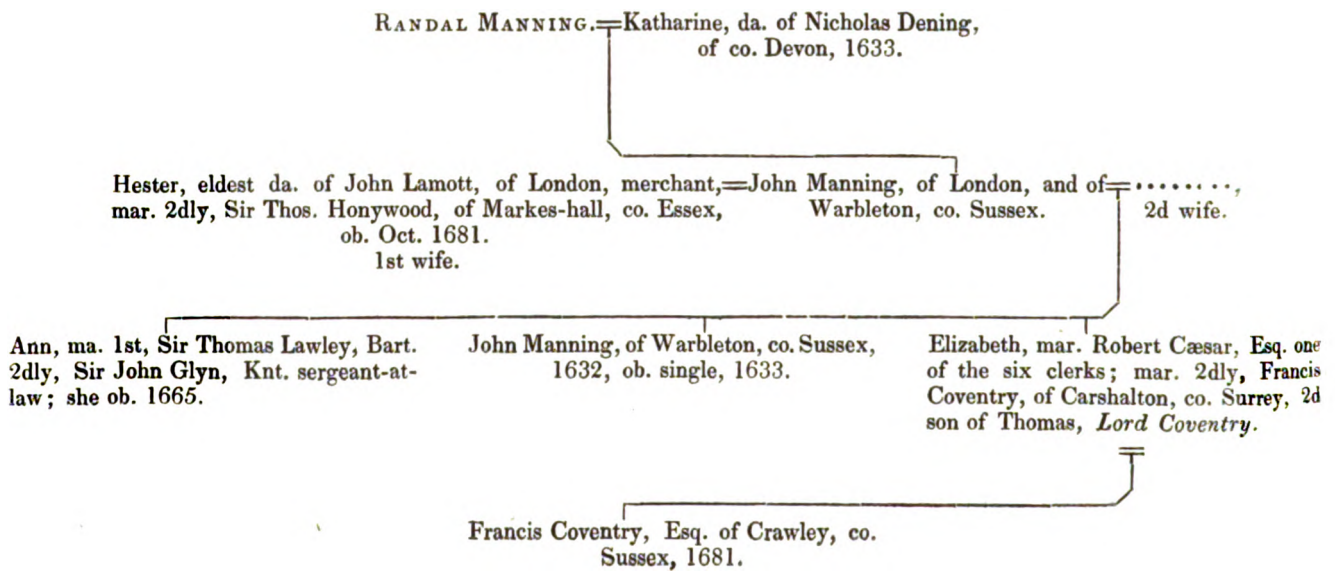 RANDAL MANNING.=Katharine, da. of Nicholas Dening,
of co. Devon, 1633.
Hester, eldest da. of John Lamott, of London, merchant,=John Manning, of London, and of=········,
mar. 2dly, Sir Thos. Honywood, of Markes-hall, co. Essex, Warbleton, co. Sussex. 2d wife.
ob. Oct. 1681.
1st wife.
Ann, ma. 1st, Sir Thomas Lawley, Bart.
2dly, Sir John Glyn, Knt. sergeant-at-
law; she ob. 1665.
John Manning, of Warbleton, co. Sussex,
1632, ob. single, 1633.
Elizabeth, mar. Robert Cæsar, Esq. one
of the six clerks; mar. 2dly, Francis
Coventry, of Carshalton, co. Surrey, 2d
son of Thomas, Lord Coventry.
=
Francis Coventry, Esq. of Crawley, co.
Sussex, 1681.